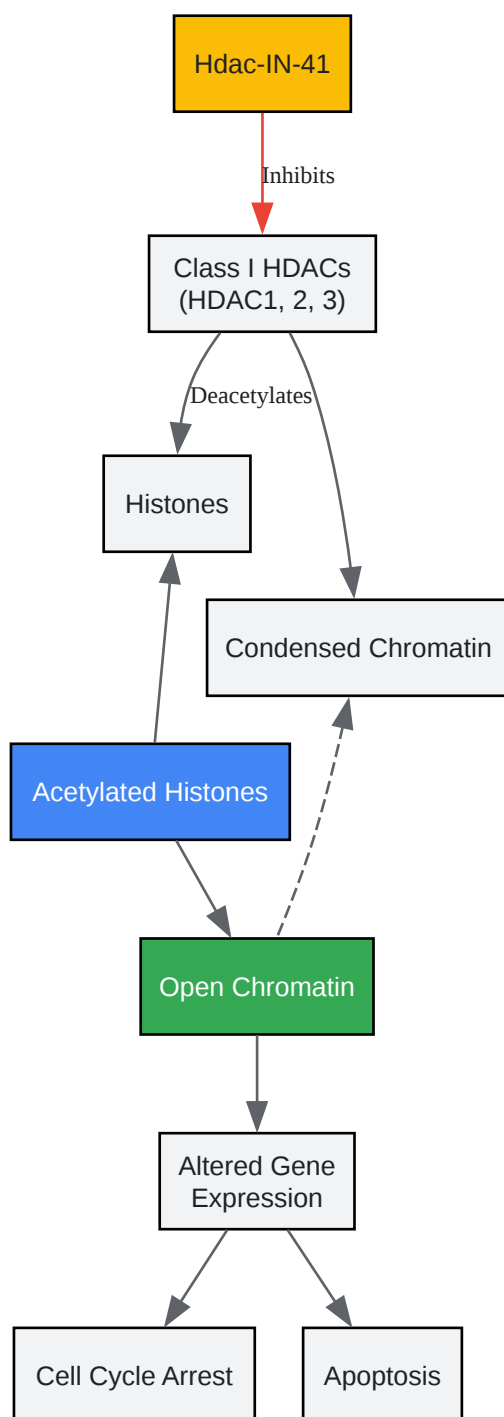 Hdac-IN-41
Inhibits
Class I HDACs
(HDAC1, 2, 3)
Deacetylates
Histones
Condensed Chromatin
Acetylated Histones
Open Chromatin
Altered Gene
Expression
Cell Cycle Arrest
Apoptosis